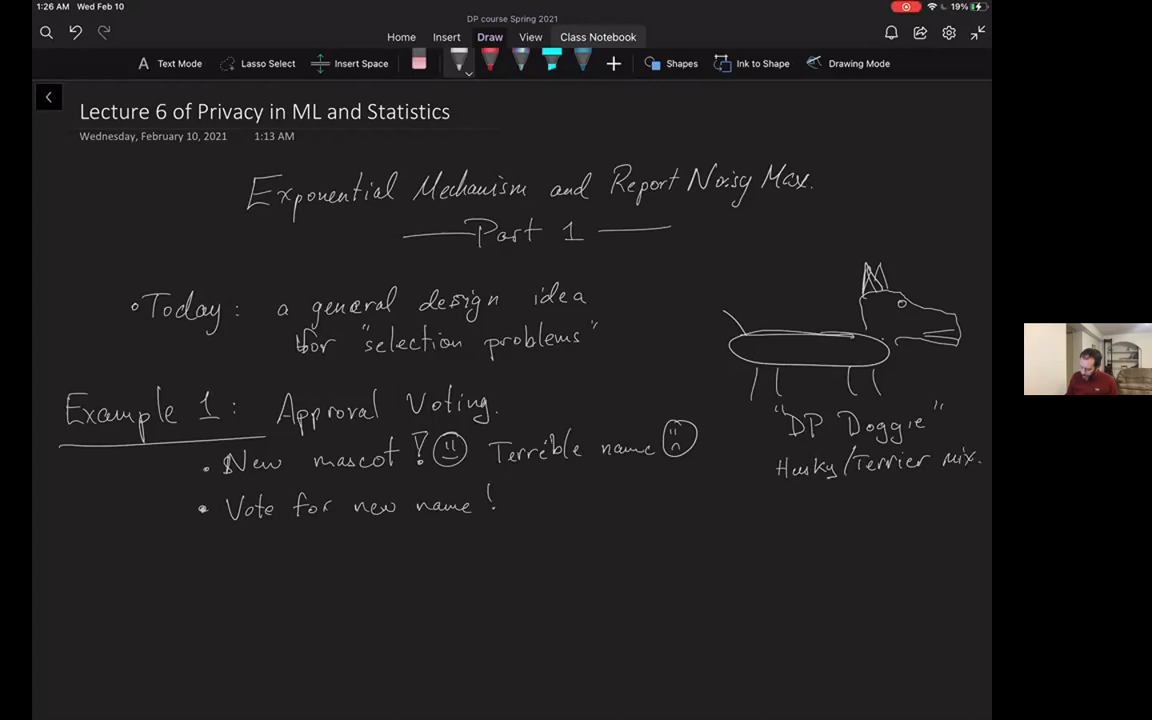 1:26 AM Wed Feb 10
19%
DP course Spring 2021
Home Insert Draw View Class Notebook
Text Mode Lasso Select Insert Space Shapes Ink to Shape Drawing Mode
Lecture 6 of Privacy in ML and Statistics
Wednesday, February 10, 2021 1:13 AM
Exponential Mechanism and Report Noisy Max.
Part 1
• Today: a general design idea
for "selection problems"
Example 1: Approval Voting.
• New mascot! Terrible name
• Vote for new name!
"DP Doggie"
Husky/Terrier mix.